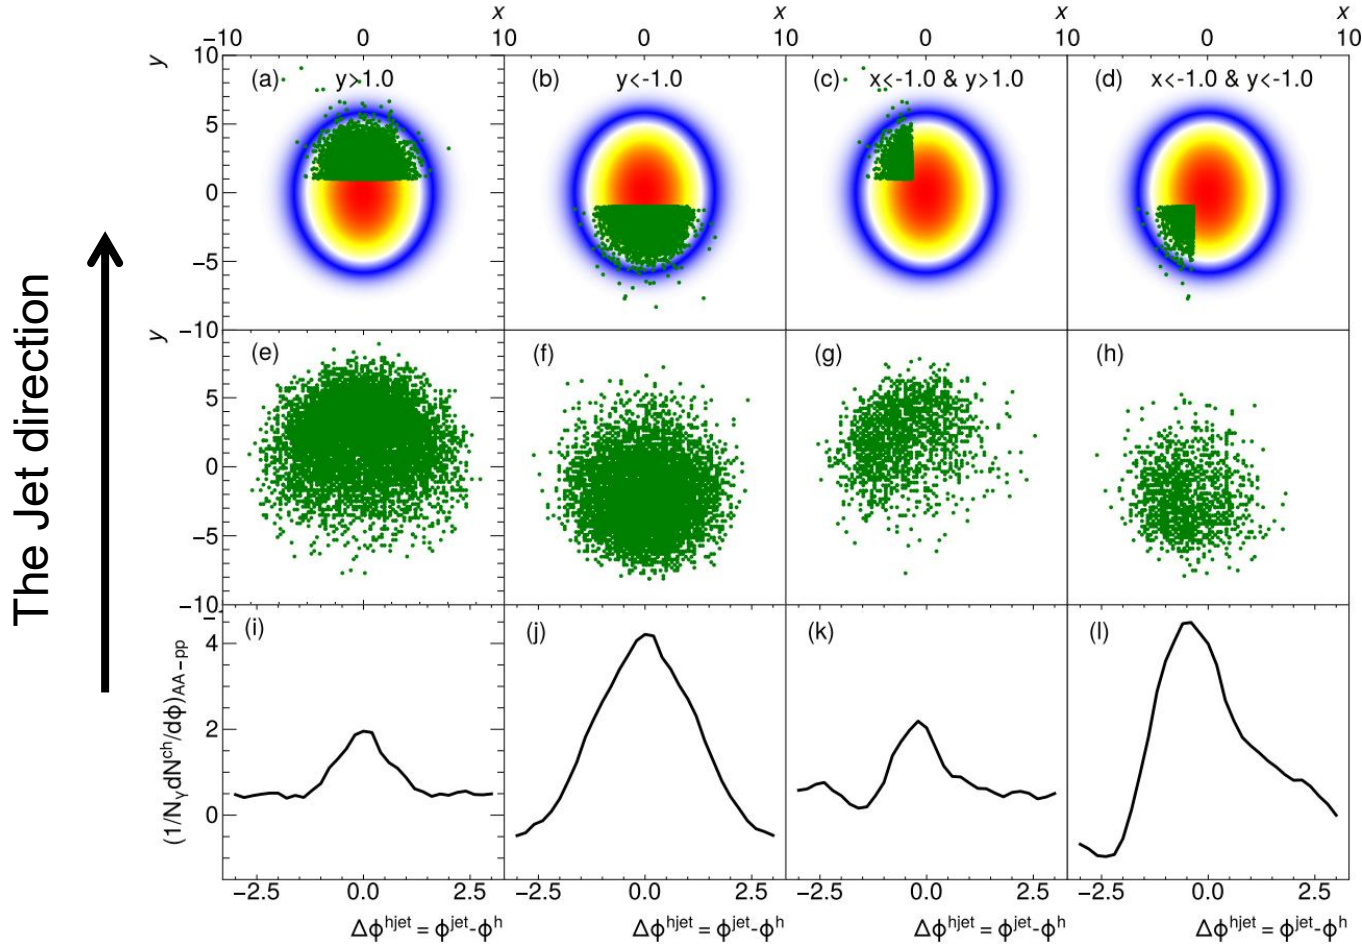 x x x x
−10 0 10 0 10 0 10 0 10
y 10 (a) y>1.0 (b) y<-1.0 (c) x<-1.0 & y>1.0 (d) x<-1.0 & y<-1.0
5
0
−5
y −10
(e) (f) (g) (h)
5
0
−5
−10
(i) (j) (k) (l)
4
2
0
The Jet direction
(1/N_γ dN^ch/dϕ)_AA−pp
−2.5 0.0 2.5 −2.5 0.0 2.5 −2.5 0.0 2.5 −2.5 0.0 2.5
Δϕ^hjet = ϕ^jet-ϕ^h Δϕ^hjet = ϕ^jet-ϕ^h Δϕ^hjet = ϕ^jet-ϕ^h Δϕ^hjet = ϕ^jet-ϕ^h